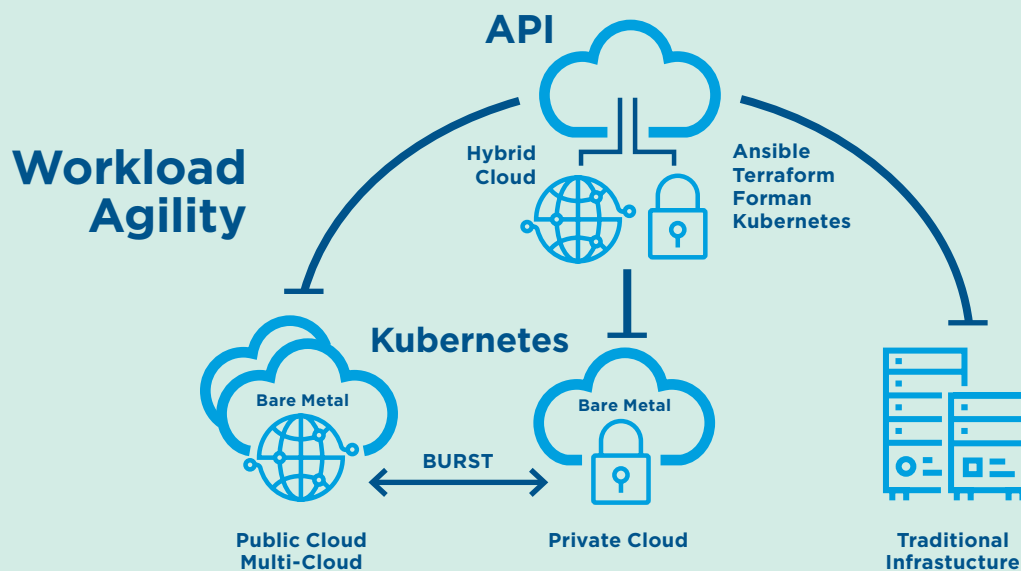 API
Workload
Agility
Hybrid
Cloud
Ansible
Terraform
Forman
Kubernetes
Kubernetes
Bare Metal
Bare Metal
BURST
Public Cloud
Multi-Cloud
Private Cloud
Traditional
Infrastucture